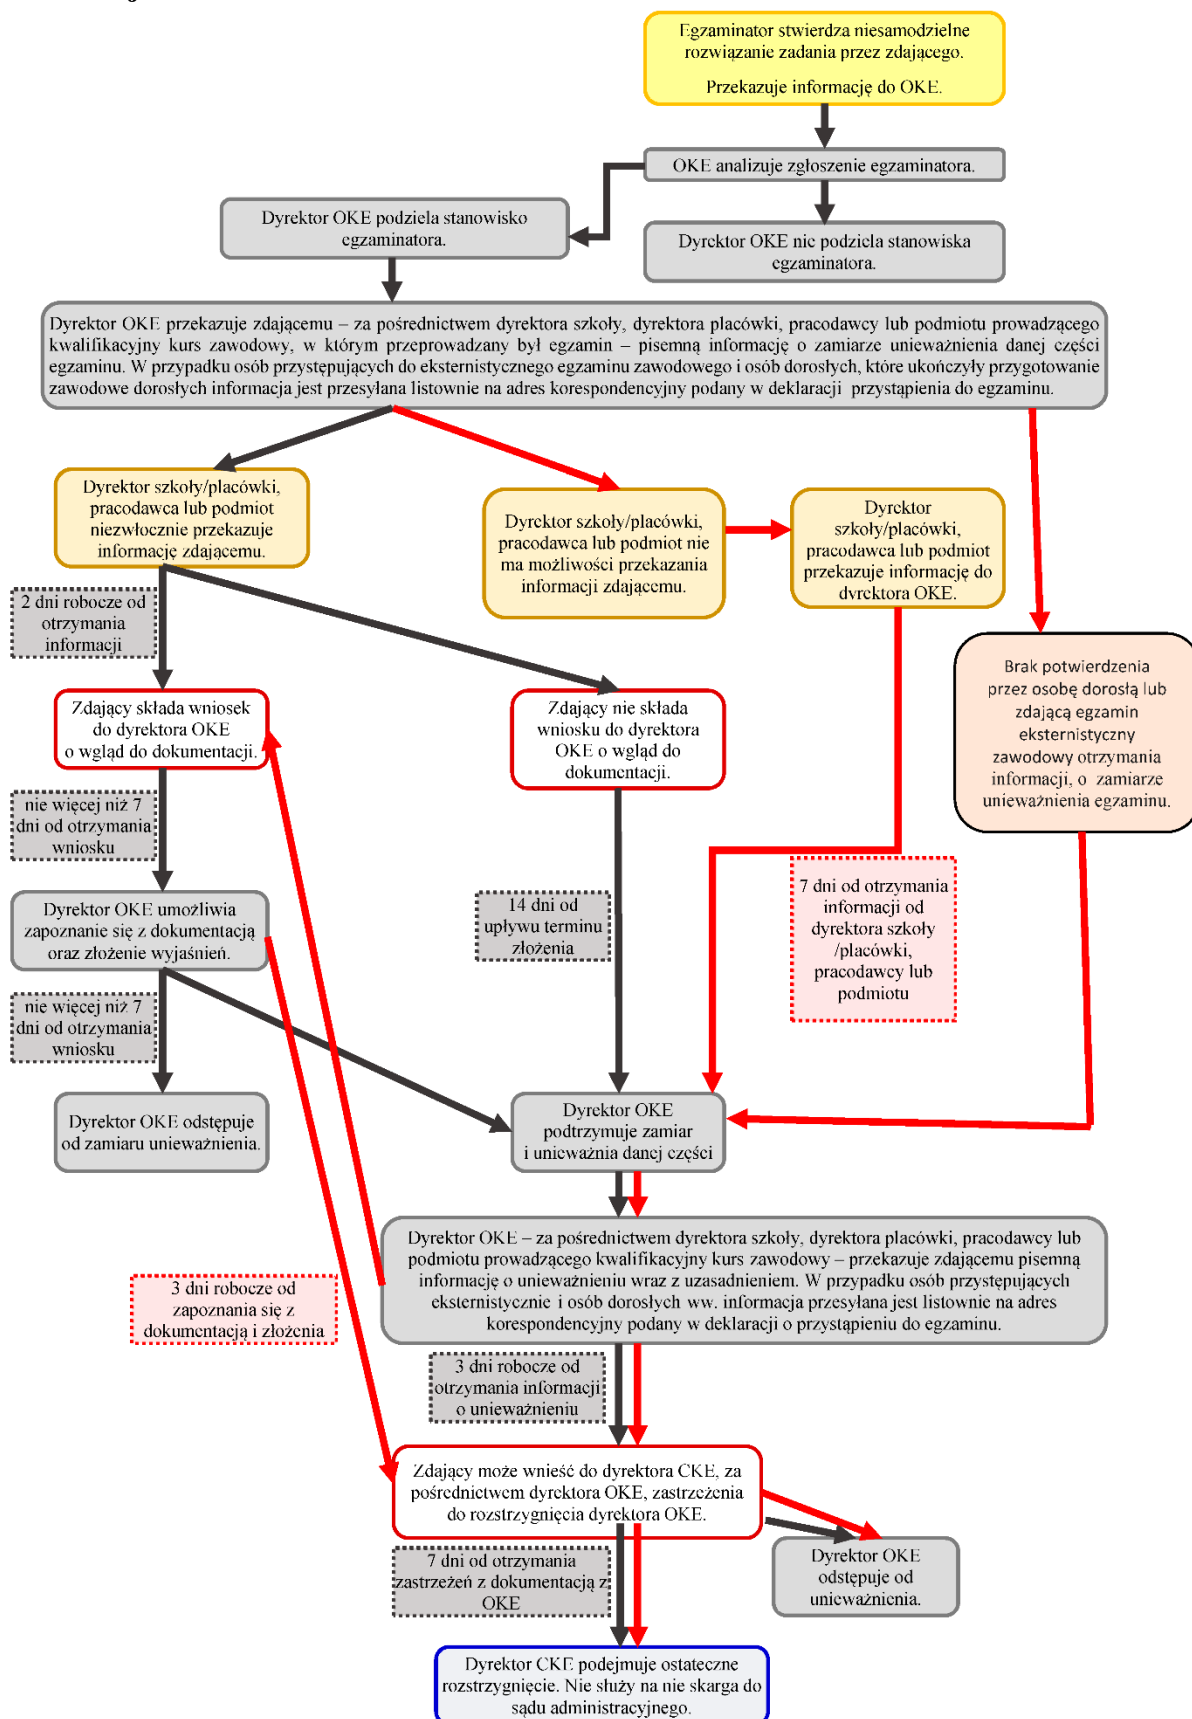 Egzaminator stwierdza niesamodzielne
rozwiązanie zadania przez zdającego.
Przekazuje informację do OKE.
OKE analizuje zgłoszenie egzaminatora.
Dyrektor OKE podziela stanowisko
egzaminatora.
Dyrektor OKE nie podziela stanowiska
egzaminatora.
Dyrektor OKE przekazuje zdającemu – za pośrednictwem dyrektora szkoły, dyrektora placówki, pracodawcy lub podmiotu prowadzącego
kwalifikacyjny kurs zawodowy, w którym przeprowadzany był egzamin – pisemną informację o zamiarze unieważnienia danej części
egzaminu. W przypadku osób przystępujących do eksternistycznego egzaminu zawodowego i osób dorosłych, które ukończyły przygotowanie
zawodowe dorosłych informacja jest przesyłana listownie na adres korespondencyjny podany w deklaracji przystąpienia do egzaminu.
Dyrektor szkoły/placówki,
pracodawca lub podmiot
niezwłocznie przekazuje
informację zdającemu.
Dyrektor szkoły/placówki,
pracodawca lub podmiot nie
ma możliwości przekazania
informacji zdającemu.
Dyrektor
szkoły/placówki,
pracodawca lub podmiot
przekazuje informację do
dyrektora OKE.
2 dni robocze od
otrzymania
informacji
Brak potwierdzenia
przez osobę dorosłą lub
zdającą egzamin
eksternistyczny
zawodowy otrzymania
informacji, o zamiarze
unieważnienia egzaminu.
Zdający składa wniosek
do dyrektora OKE
o wgląd do dokumentacji.
Zdający nie składa
wniosku do dyrektora
OKE o wgląd do
dokumentacji.
nie więcej niż 7
dni od otrzymania
wniosku
Dyrektor OKE umożliwia
zapoznanie się z dokumentacją
oraz złożenie wyjaśnień.
14 dni od
upływu terminu
złożenia
7 dni od otrzymania
informacji od
dyrektora szkoły
/placówki,
pracodawcy lub
podmiotu
nie więcej niż 7
dni od otrzymania
wniosku
Dyrektor OKE odstępuje
od zamiaru unieważnienia.
Dyrektor OKE
podtrzymuje zamiar
i unieważnia danej części
Dyrektor OKE – za pośrednictwem dyrektora szkoły, dyrektora placówki, pracodawcy lub
podmiotu prowadzącego kwalifikacyjny kurs zawodowy – przekazuje zdającemu pisemną
informację o unieważnieniu wraz z uzasadnieniem. W przypadku osób przystępujących
eksternistycznie i osób dorosłych ww. informacja przesyłana jest listownie na adres
korespondencyjny podany w deklaracji o przystąpieniu do egzaminu.
3 dni robocze od
zapoznania się z
dokumentacją i złożenia
3 dni robocze od
otrzymania informacji
o unieważnieniu
Zdający może wnieść do dyrektora CKE, za
pośrednictwem dyrektora OKE, zastrzeżenia
do rozstrzygnięcia dyrektora OKE.
7 dni od otrzymania
zastrzeżeń z dokumentacją z
OKE
Dyrektor OKE
odstępuje od
unieważnienia.
Dyrektor CKE podejmuje ostateczne
rozstrzygnięcie. Nie służy na nie skarga do
sądu administracyjnego.